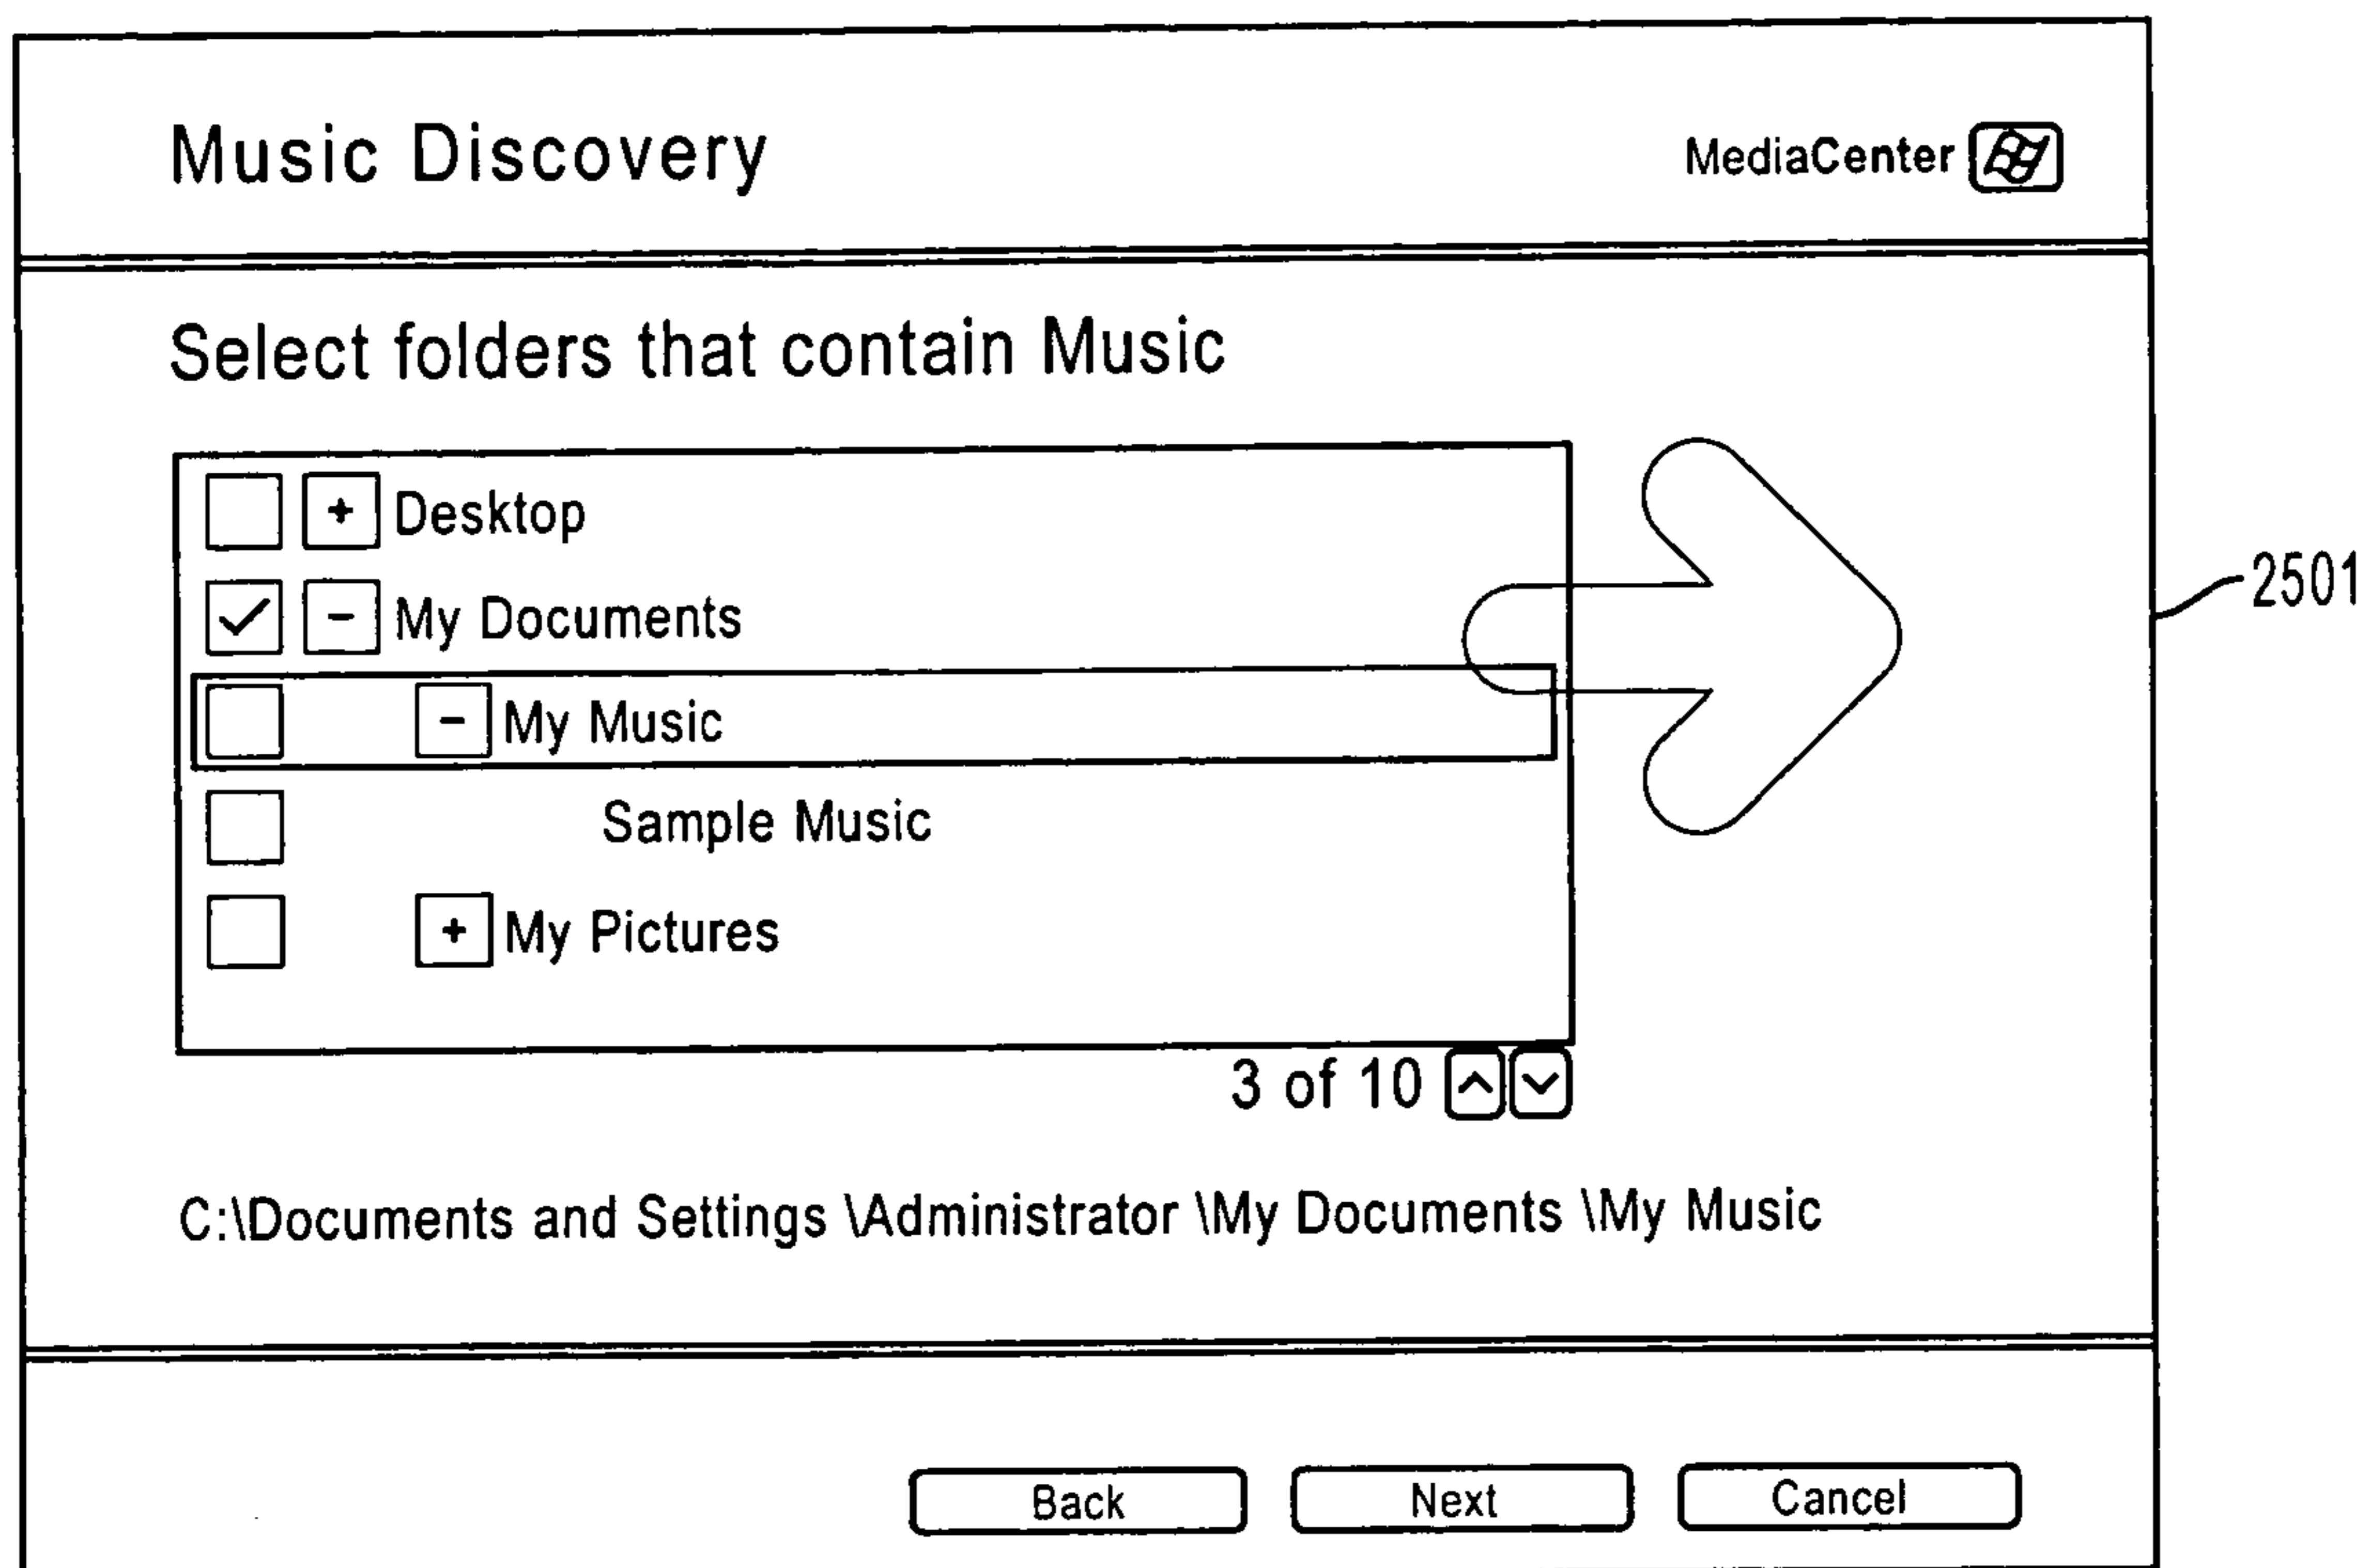 Music Discovery
MediaCenter
Select folders that contain Music
+ Desktop
- My Documents
- My Music
Sample Music
+ My Pictures
3 of 10
C:\Documents and Settings \Administrator \My Documents \My Music
Back Next Cancel
2501